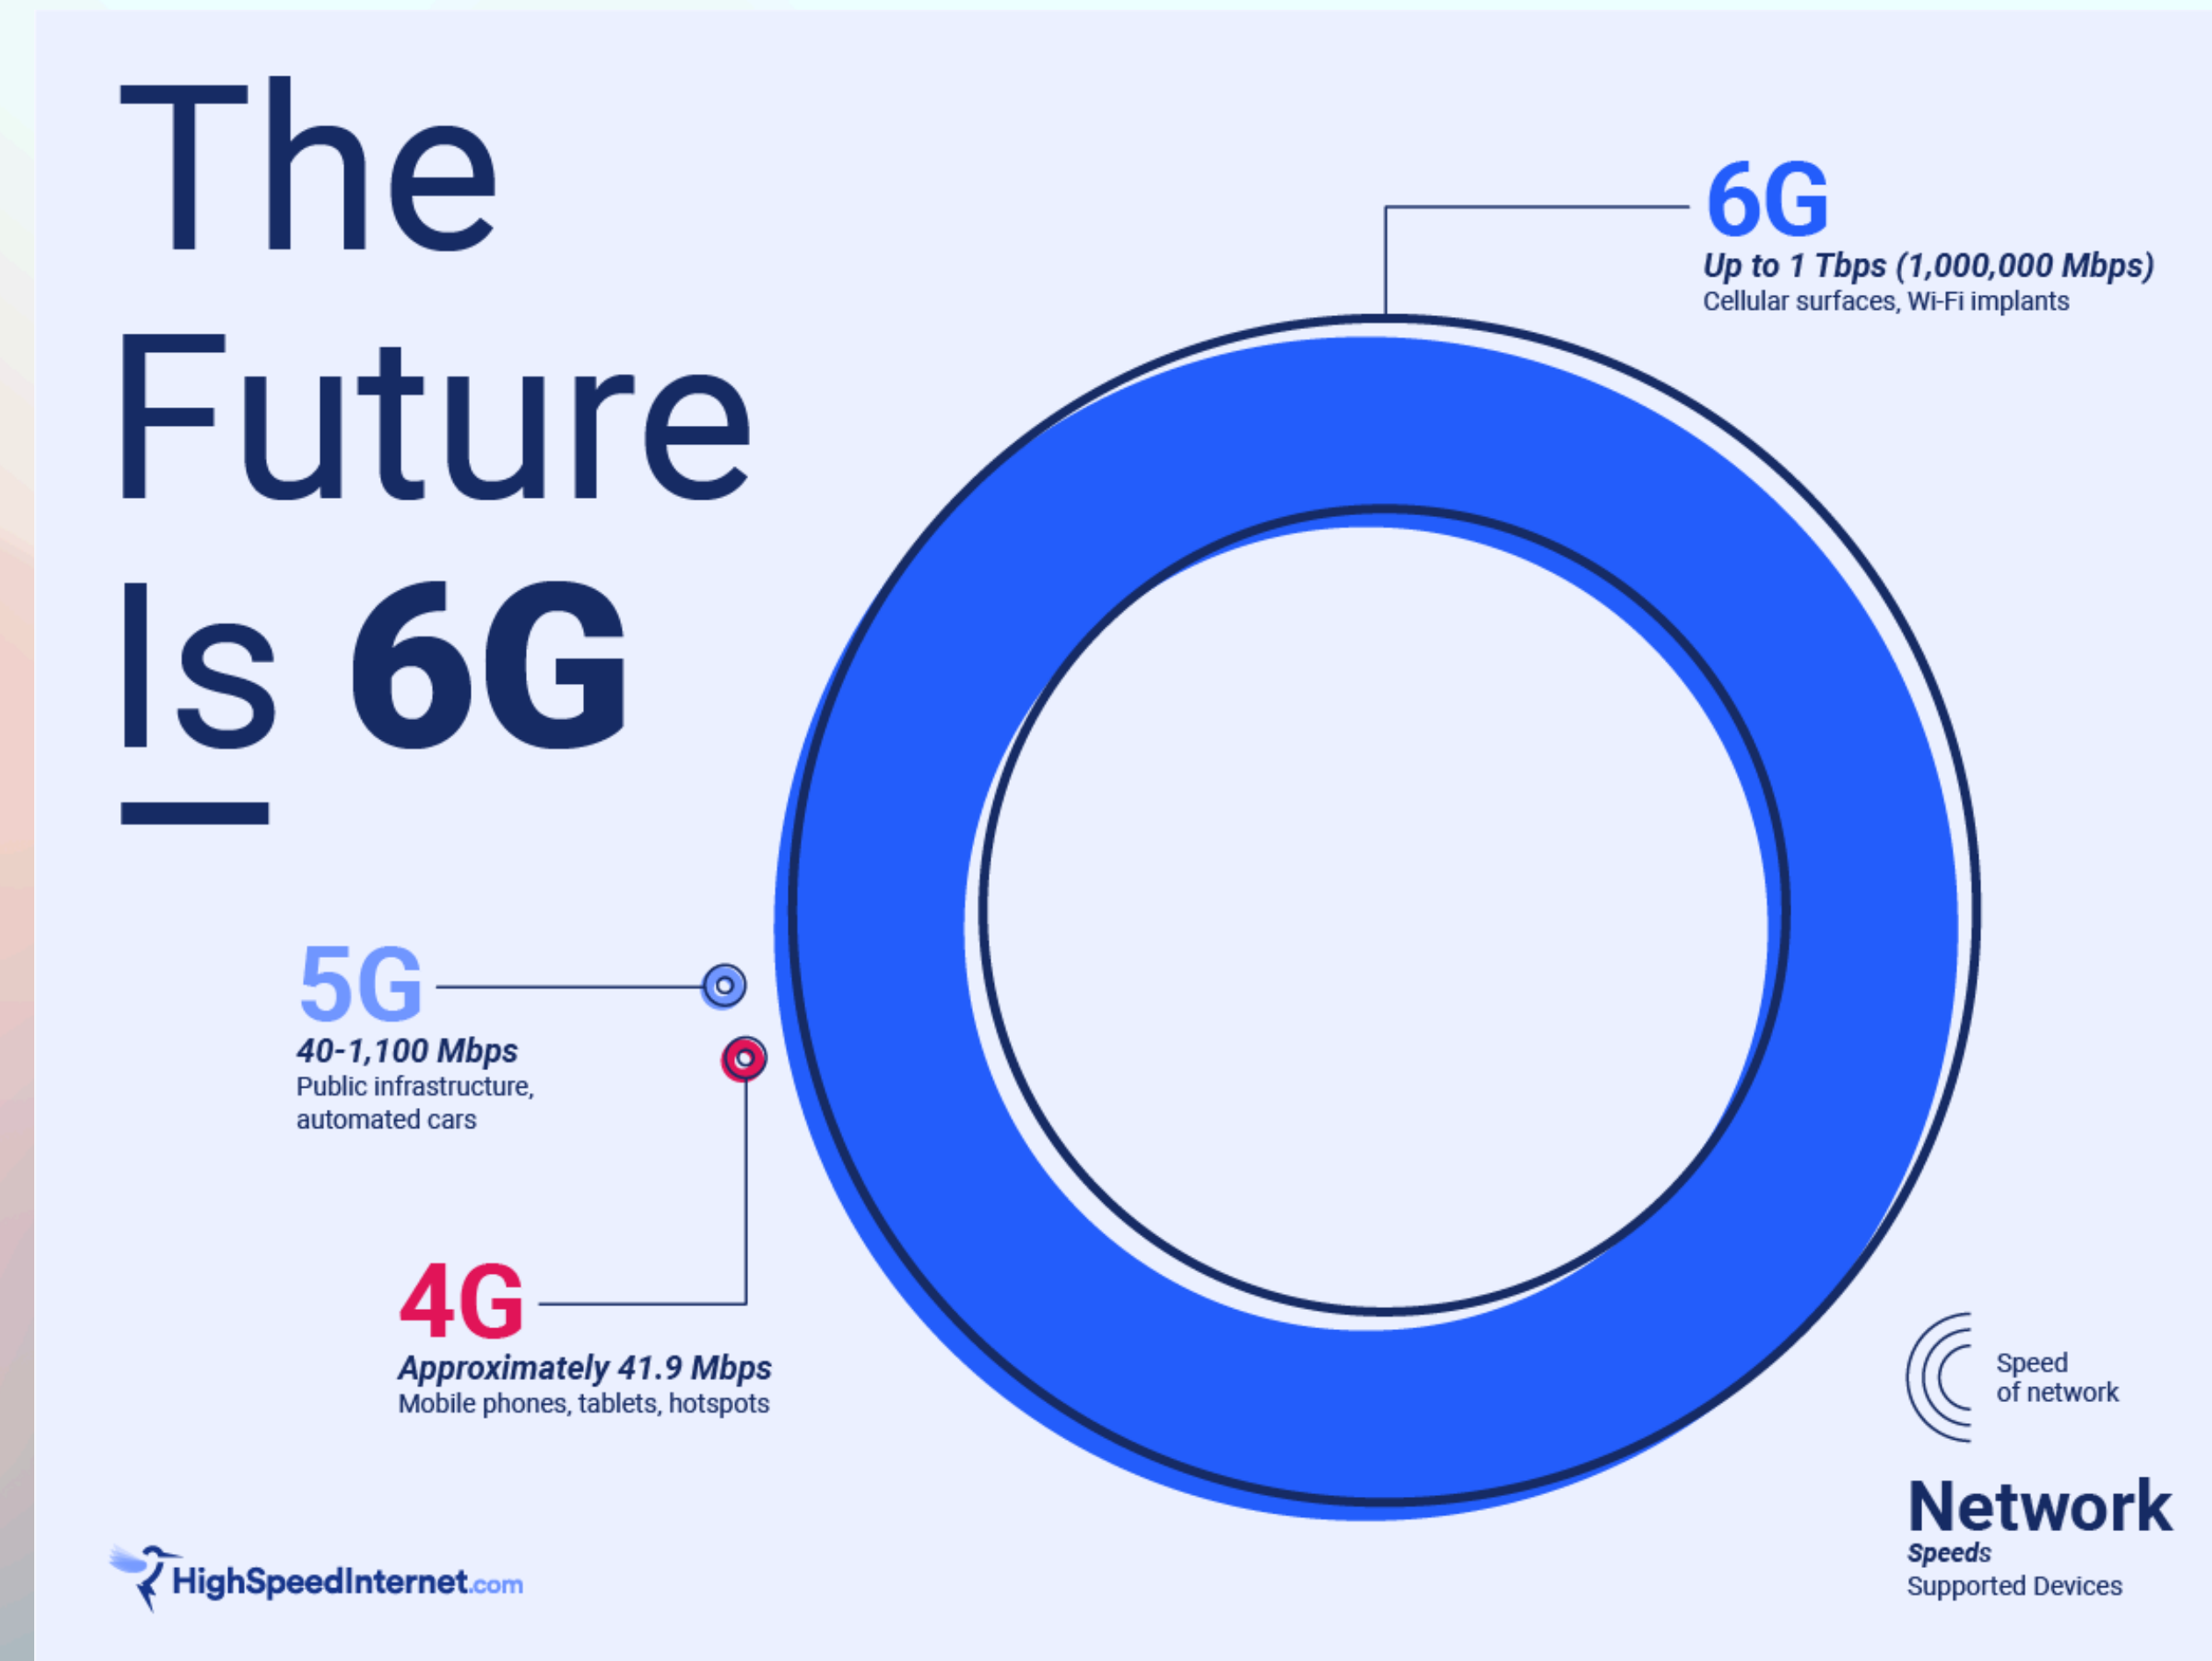 The
Future
Is 6G
6G
Up to 1 Tbps (1,000,000 Mbps)
Cellular surfaces, Wi-Fi implants
5G
40-1,100 Mbps
Public infrastructure,
automated cars
4G
Approximately 41.9 Mbps
Mobile phones, tablets, hotspots
Speed
of network
Network
Speeds
Supported Devices
HighSpeedInternet.com